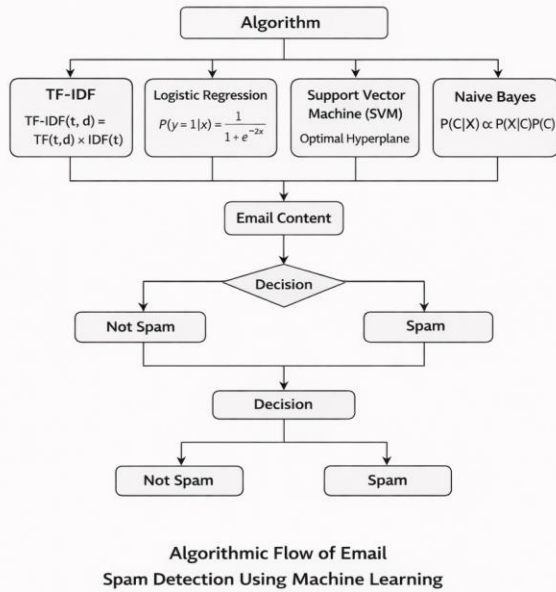 Algorithm
TF-IDF
TF-IDF(t, d) =
TF(t,d) × IDF(t)
Logistic Regression
P(y = 1|x) = 1 / 1 + e^{-2x}
Support Vector
Machine (SVM)
Optimal Hyperplane
Naive Bayes
P(C|X) ∝ P(X|C)P(C)
Email Content
Decision
Not Spam
Spam
Decision
Not Spam
Spam
Algorithmic Flow of Email
Spam Detection Using Machine Learning